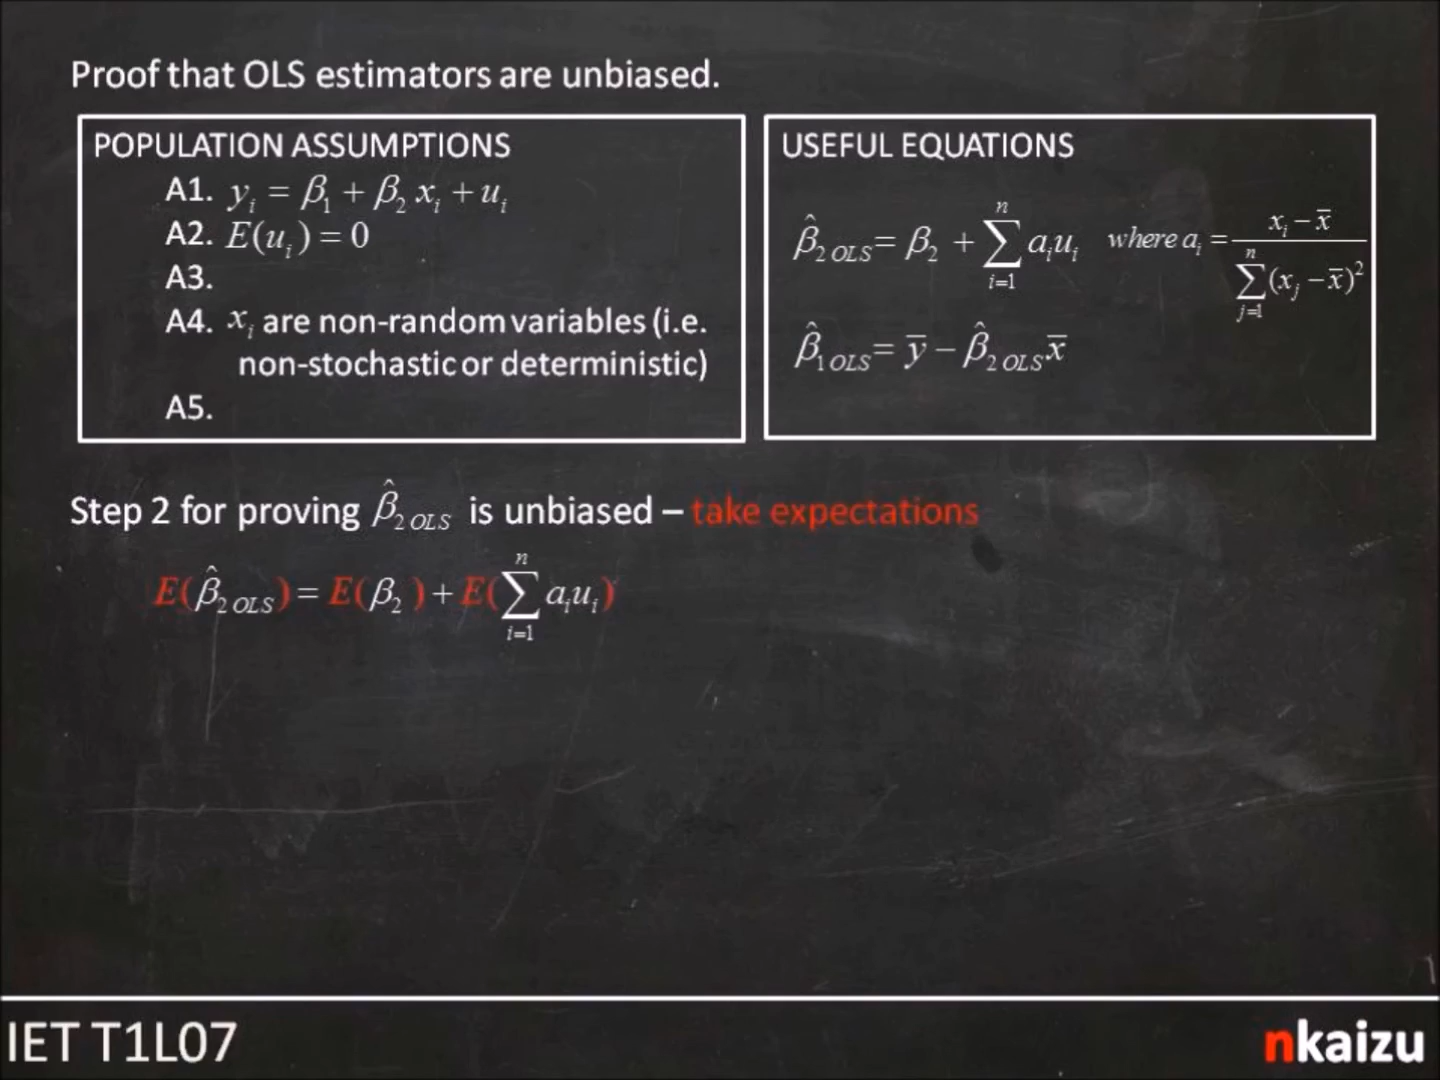 Proof that OLS estimators are unbiased.
POPULATION ASSUMPTIONS
A1. yᵢ = β₁ + β₂ xᵢ + uᵢ
A2. E(uᵢ) = 0
A3.
A4. xᵢ are non-random variables (i.e.
non-stochastic or deterministic)
A5.
USEFUL EQUATIONS
β̂₂ OLS = β₂ + ∑ᵢ₌₁ⁿ aᵢuᵢ where aᵢ = (xᵢ − x̄) / ∑ⱼ₌₁ⁿ (xⱼ − x̄)²
β̂₁ OLS = ȳ − β̂₂ OLS x̄
Step 2 for proving β̂₂ OLS is unbiased – take expectations
E(β̂₂ OLS) = E(β₂) + E(∑ᵢ₌₁ⁿ aᵢuᵢ)
IET T1L07
nkaizu